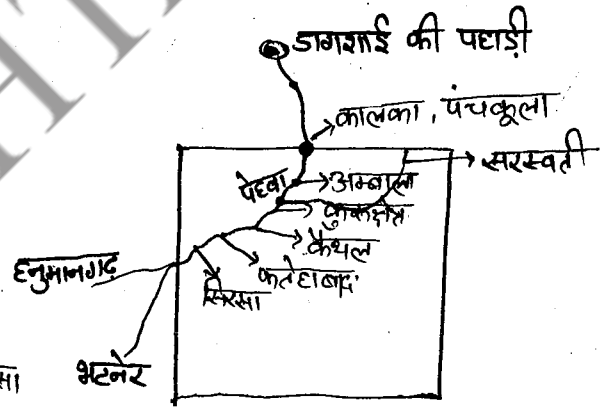 डागशाई की पहाड़ी
कालका, पंचकूला
सरस्वती
पेहवा
अम्बाला
कुरुक्षेत्र
कैथल
हनुमानगढ़
फतेहाबाद
सिरसा
भटनेर